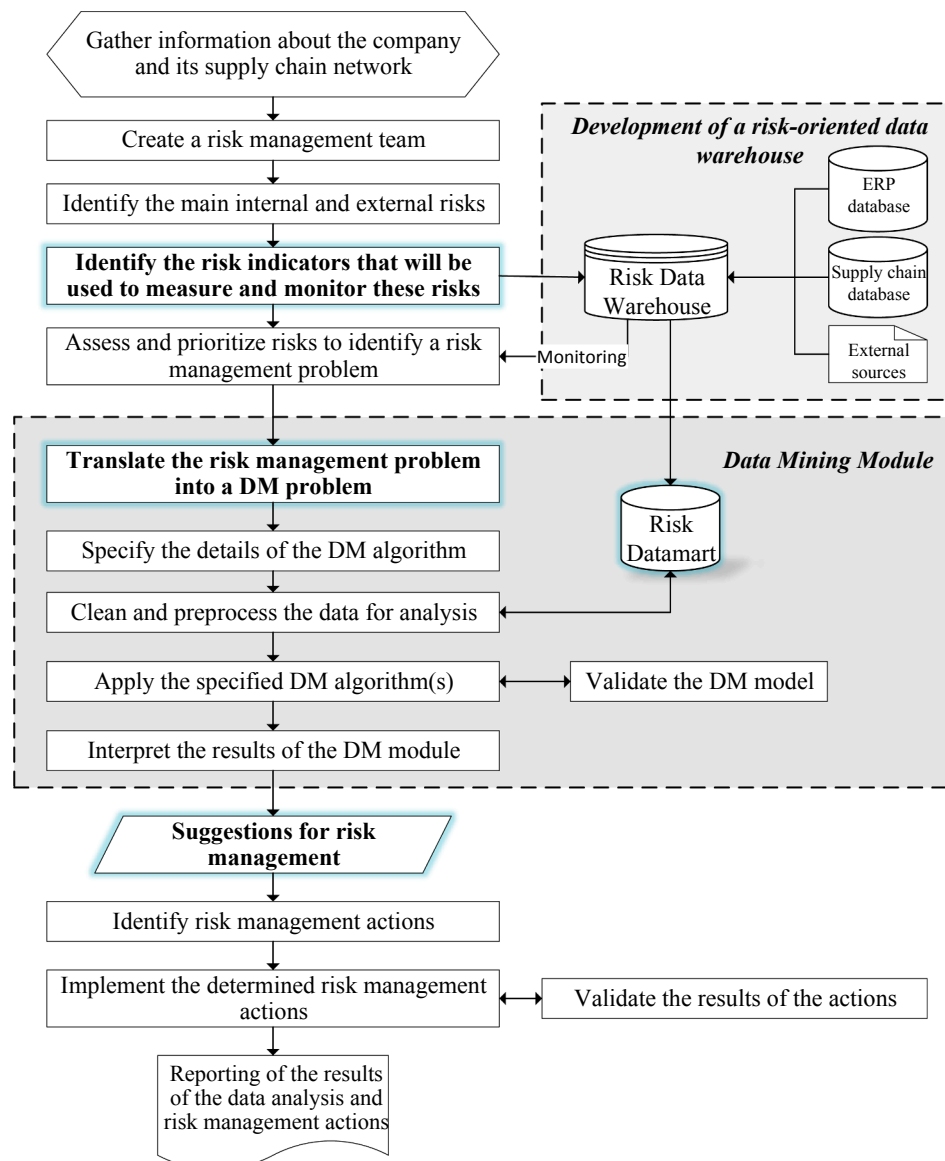 Gather information about the company
and its supply chain network
Create a risk management team
Identify the main internal and external risks
Identify the risk indicators that will be
used to measure and monitor these risks
Assess and prioritize risks to identify a risk
management problem
Development of a risk-oriented data
warehouse
ERP
database
Risk Data
Warehouse
Supply chain
database
External
sources
Monitoring
Data Mining Module
Translate the risk management problem
into a DM problem
Risk
Datamart
Specify the details of the DM algorithm
Clean and preprocess the data for analysis
Apply the specified DM algorithm(s)
Validate the DM model
Interpret the results of the DM module
Suggestions for risk
management
Identify risk management actions
Implement the determined risk management
actions
Validate the results of the actions
Reporting of the results
of the data analysis and
risk management actions